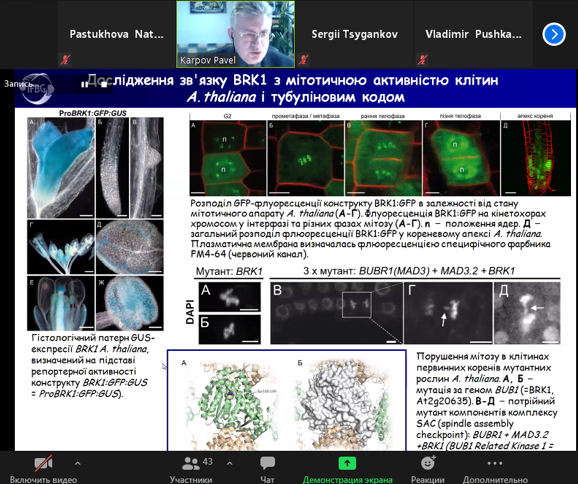 Pastukhova Nat...
Karpov Pavel
Sergii Tsygankov
Vladimir Pushka...
Запись...
IFBG
Дослідження зв'язку BRK1 з мітотичною активністю клітин
A. thaliana і тубуліновим кодом
ProBRK1:GFP:GUS
А Б В
Г Д
Е Ж
Гістологічний патерн GUS-
експресії BRK1 A. thaliana,
визначений на підставі
репортерної активності
конструкту BRK1:GFP:GUS
= ProBRK1:GFP:GUS).
G2 прометафаза / метафаза рання телофаза пізня телофаза апекс кореня
А Б В Г Д
n n n n
Розподіл GFP-флуоресценції конструкту BRK1:GFP в залежності від стану
мітотичного апарату A. thaliana (А-Г). Флуоресценція BRK1:GFP на кінетохорах
хромосом у інтерфазі та різних фазах мітозу (А-Г). n – положення ядер. Д –
загальний розподіл флуоресценції BRK1:GFP у кореневому апексі A. thaliana.
Плазматична мембрана визначалась флуоресценцією специфічного фарбника
FM4-64 (червоний канал).
Мутант: BRK1 3 x мутант: BUBR1(MAD3) + MAD3.2 + BRK1
DAPI
А
Б
В Г Д
А Б
Порушення мітозу в клітинах
первинних коренів мутантних
рослин A. thaliana. А, Б –
мутація за геном BUB1 (=BRK1,
At2g20635). В-Д – потрійний
мутант компонентів комплексу
SAC (spindle assembly
checkpoint): BUBR1 + MAD3.2
+BRK1 (BUB1 Related Kinase 1 =
Включить видео
Участники 43
Чат
Демонстрация экрана
Реакции
Дополнительно